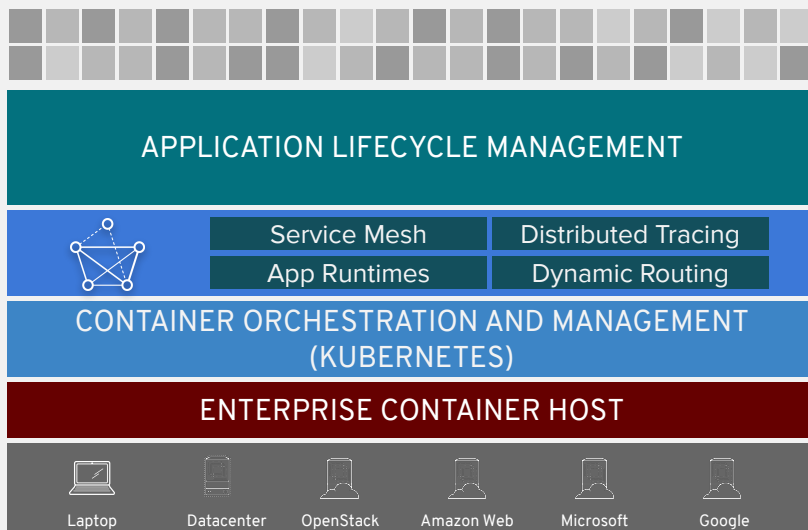 APPLICATION LIFECYCLE MANAGEMENT
Service Mesh
Distributed Tracing
App Runtimes
Dynamic Routing
CONTAINER ORCHESTRATION AND MANAGEMENT
(KUBERNETES)
ENTERPRISE CONTAINER HOST
Laptop
Datacenter
OpenStack
Amazon Web
Microsoft
Google